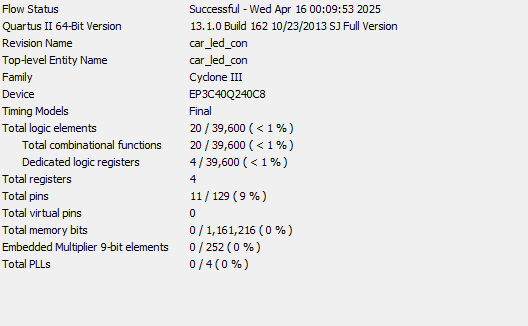 Flow Status Successful - Wed Apr 16 00:09:53 2025
Quartus II 64-Bit Version 13.1.0 Build 162 10/23/2013 SJ Full Version
Revision Name car_led_con
Top-level Entity Name car_led_con
Family Cyclone III
Device EP3C40Q240C8
Timing Models Final
Total logic elements 20 / 39,600 ( < 1 % )
Total combinational functions 20 / 39,600 ( < 1 % )
Dedicated logic registers 4 / 39,600 ( < 1 % )
Total registers 4
Total pins 11 / 129 ( 9 % )
Total virtual pins 0
Total memory bits 0 / 1,161,216 ( 0 % )
Embedded Multiplier 9-bit elements 0 / 252 ( 0 % )
Total PLLs 0 / 4 ( 0 % )